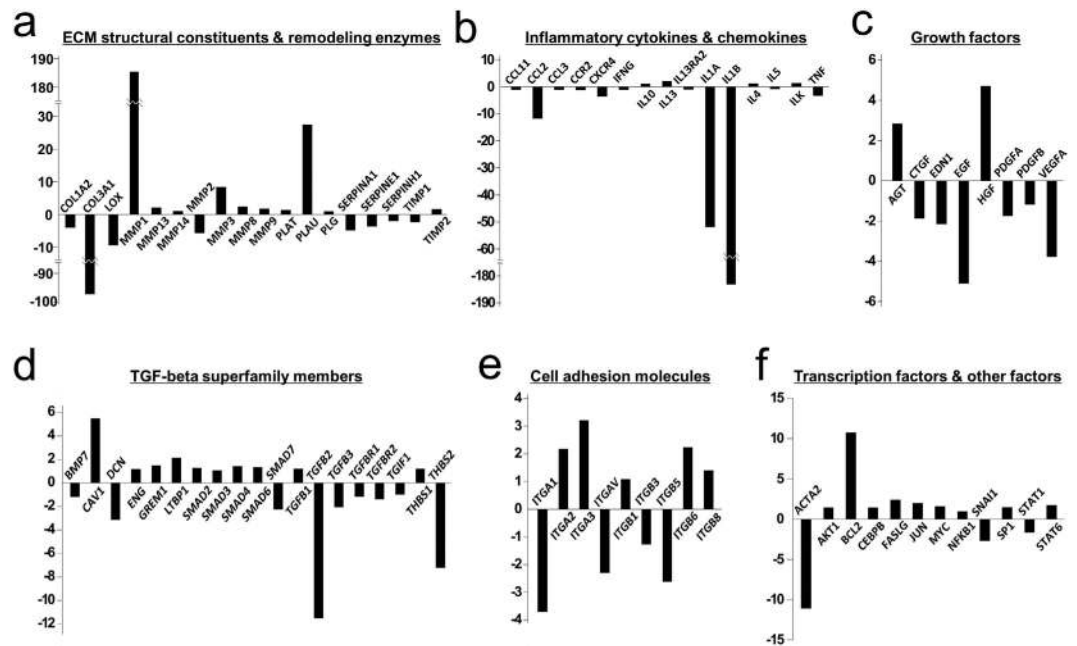 a
ECM structural constituents & remodeling enzymes
190
180
30
20
10
0
-10
-90
-100
COL1A2
COL3A1
LOX
MMP1
MMP13
MMP14
MMP2
MMP3
MMP8
MMP9
PLAT
PLAU
PLG
SERPINA1
SERPINE1
SERPINH1
TIMP1
TIMP2
b
Inflammatory cytokines & chemokines
10
0
-10
-20
-30
-40
-50
-60
-180
-190
CCL11
CCL2
CCL3
CCR2
CXCR4
IFNG
IL10
IL13
IL13RA2
IL1A
IL1B
IL4
IL5
ILK
TNF
c
Growth factors
6
4
2
0
-2
-4
-6
AGT
CTGF
EDN1
EGF
HGF
PDGFA
PDGFB
VEGFA
d
TGF-beta superfamily members
6
4
2
0
-2
-4
-6
-8
-10
-12
BMP7
CAV1
DCN
ENG
GREM1
LTBP1
SMAD2
SMAD3
SMAD4
SMAD6
SMAD7
TGFB1
TGFB2
TGFB3
TGFBR1
TGFBR2
TGIF1
THBS1
THBS2
e
Cell adhesion molecules
4
3
2
1
0
-1
-2
-3
-4
ITGA1
ITGA2
ITGA3
ITGAV
ITGB1
ITGB3
ITGB5
ITGB6
ITGB8
f
Transcription factors & other factors
15
10
5
0
-5
-10
-15
ACTA2
AKT1
BCL2
CEBPB
FASLG
JUN
MYC
NFKB1
SNAI1
SP1
STAT1
STAT6